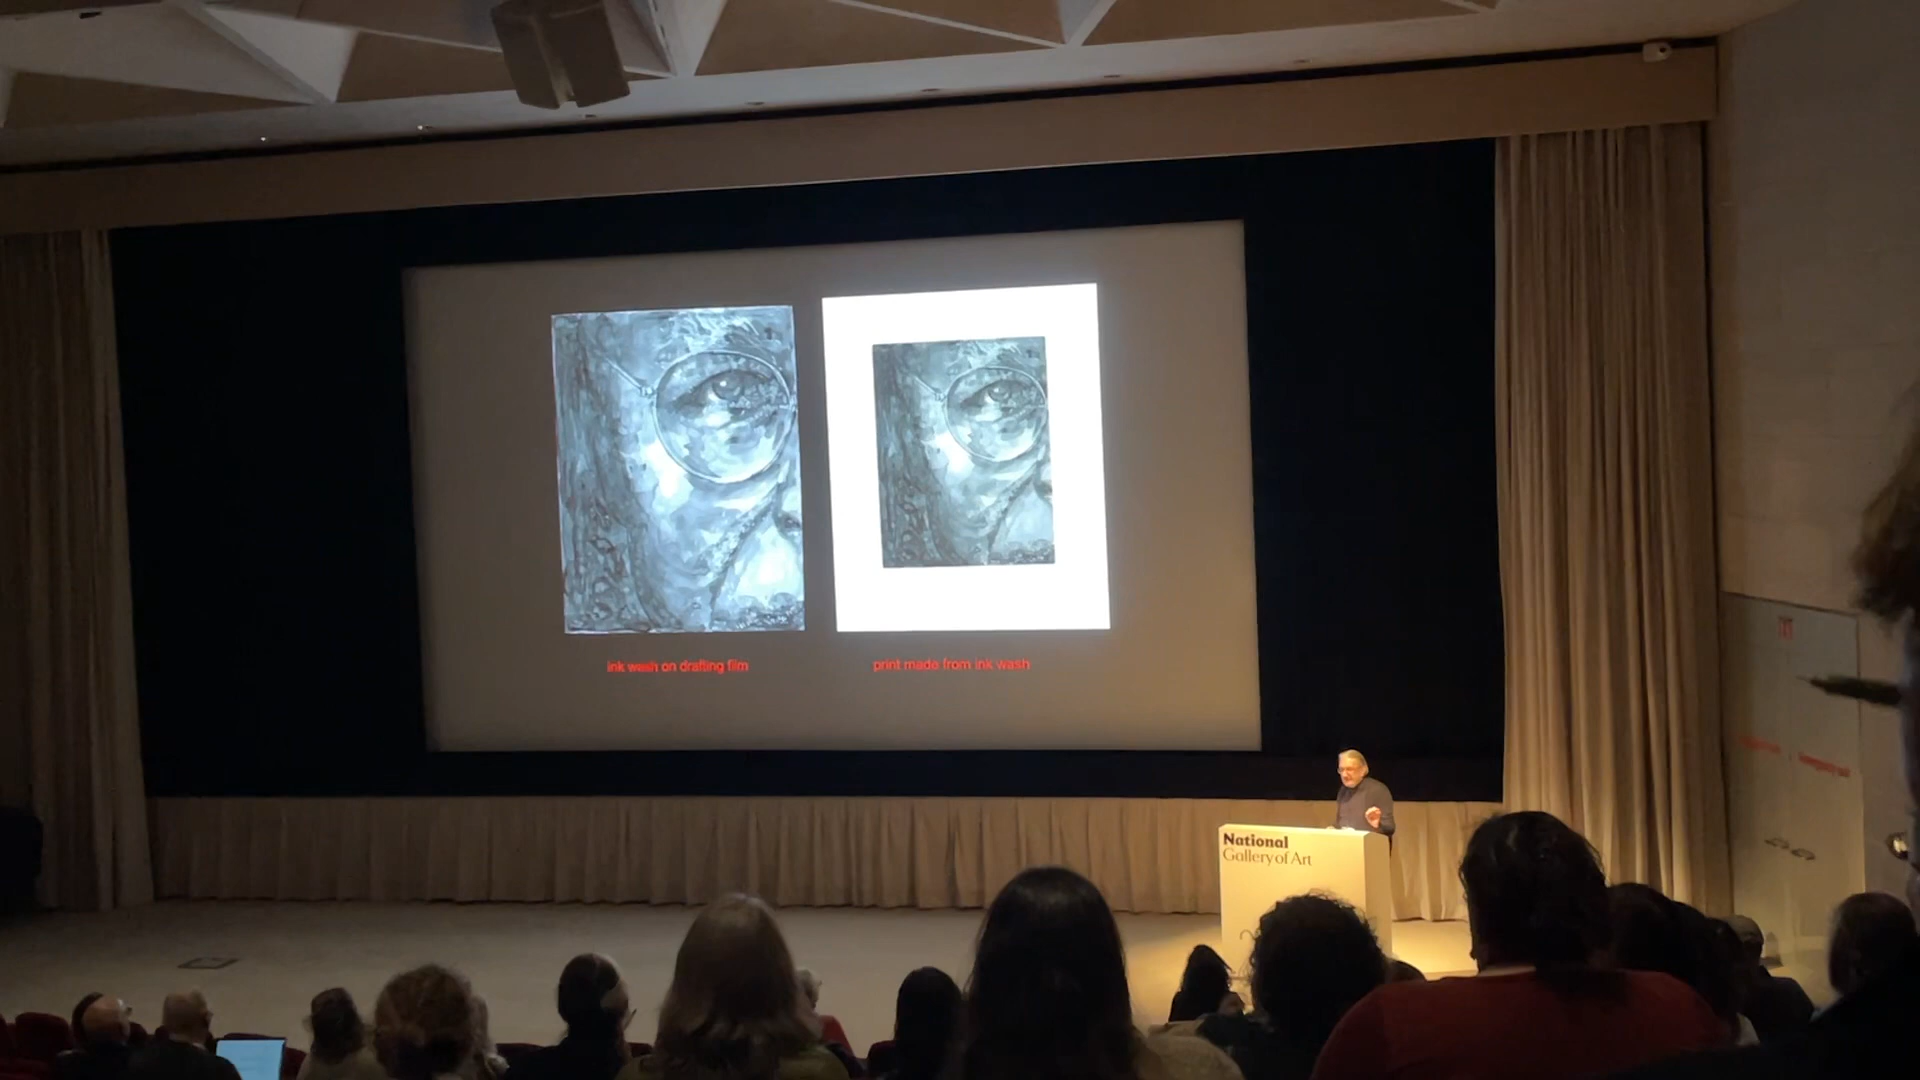 ink wash on drafting film
print made from ink wash
National
Gallery of Art